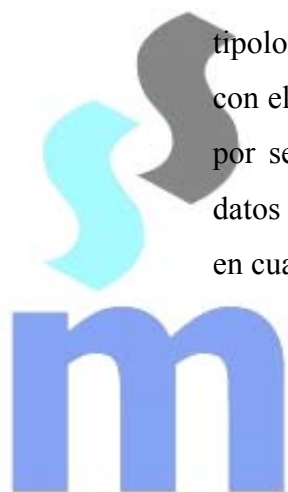 tipolo
con el
por se
datos
en cua
m